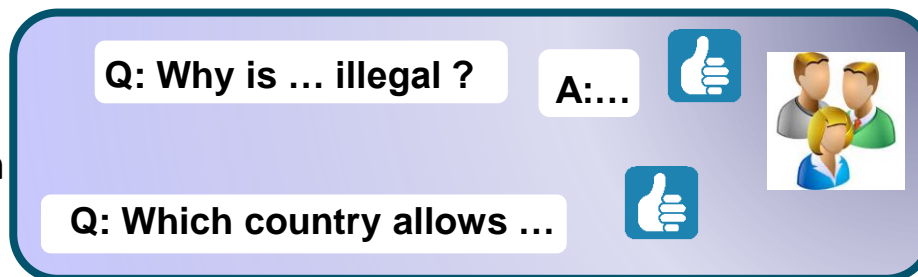 Q: Why is … illegal ?
A:…
Q: Which country allows …